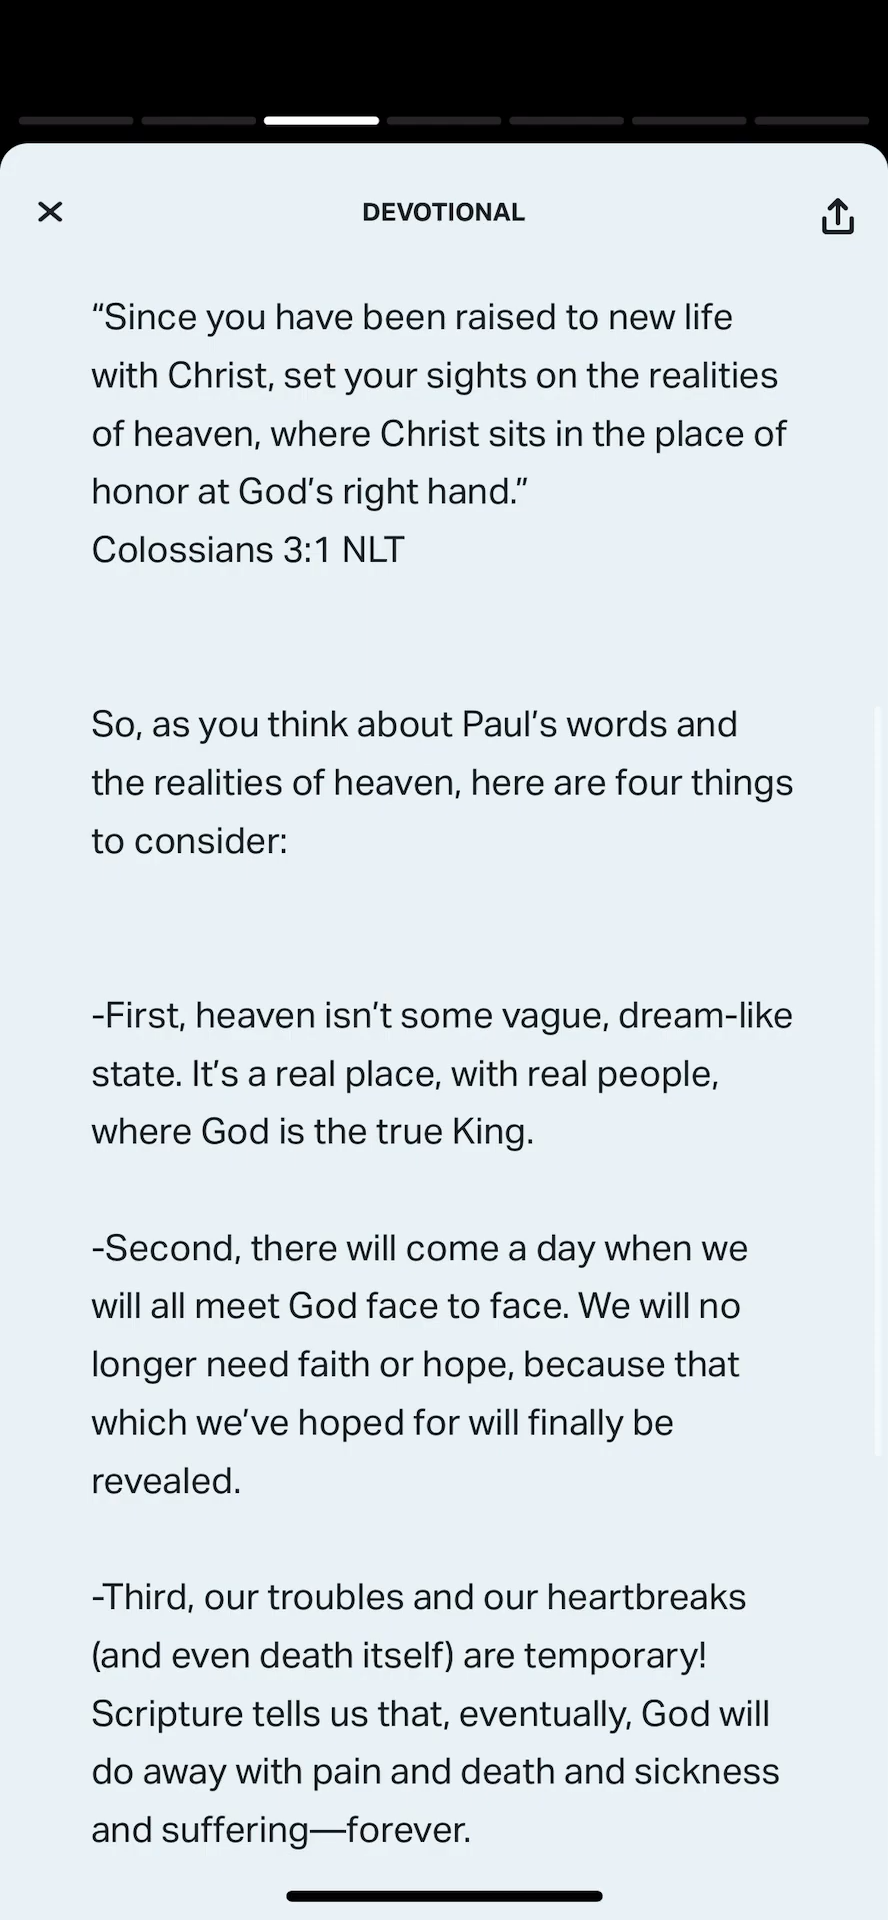 DEVOTIONAL
“Since you have been raised to new life
with Christ, set your sights on the realities
of heaven, where Christ sits in the place of
honor at God’s right hand.”
Colossians 3:1 NLT
So, as you think about Paul’s words and
the realities of heaven, here are four things
to consider:
-First, heaven isn’t some vague, dream-like
state. It’s a real place, with real people,
where God is the true King.
-Second, there will come a day when we
will all meet God face to face. We will no
longer need faith or hope, because that
which we’ve hoped for will finally be
revealed.
-Third, our troubles and our heartbreaks
(and even death itself) are temporary!
Scripture tells us that, eventually, God will
do away with pain and death and sickness
and suffering—forever.